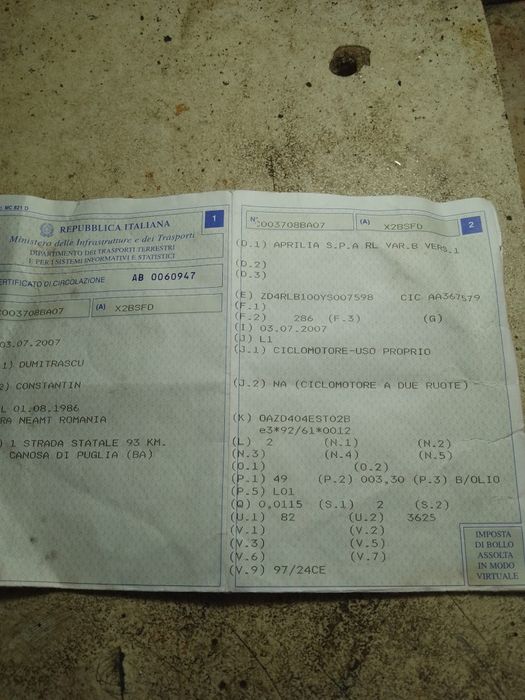 MC 821 D
1
REPUBBLICA ITALIANA
Ministero delle Infrastrutture e dei Trasporti
DIPARTIMENTO DEI TRASPORTI TERRESTRI
E PER I SISTEMI INFORMATIVI E STATISTICI
CERTIFICATO DI CIRCOLAZIONE AB 0060947
C003708BA07 (A) X2BSFD
03.07.2007
1) DUMITRASCU
2) CONSTANTIN
L 01.08.1986
RA NEAMT ROMANIA
) 1 STRADA STATALE 93 KM.
CANOSA DI PUGLIA (BA)
N° C003708BA07 (A) X2BSFD 2
(D.1) APRILIA S.P.A RL VAR.B VERS.1
(D.2)
(D.3)
(E) ZD4RLB100YS007598 CIC AA367579
(F.1)
(F.2) 286 (F.3) (G)
(I) 03.07.2007
(J) L1
(J.1) CICLOMOTORE-USO PROPRIO
(J.2) NA (CICLOMOTORE A DUE RUOTE)
(K) OAZD404EST02B
e3*92/61*0012
(L) 2 (N.1) (N.2)
(N.3) (N.4) (N.5)
(O.1) (O.2)
(P.1) 49 (P.2) 003,30 (P.3) B/OLIO
(P.5) L01
(Q) 0,0115 (S.1) 2 (S.2)
(U.1) 82 (U.2) 3625
(V.1) (V.2)
(V.3) (V.5)
(V.6) (V.7)
(V.9) 97/24CE
IMPOSTA
DI BOLLO
ASSOLTA
IN MODO
VIRTUALE